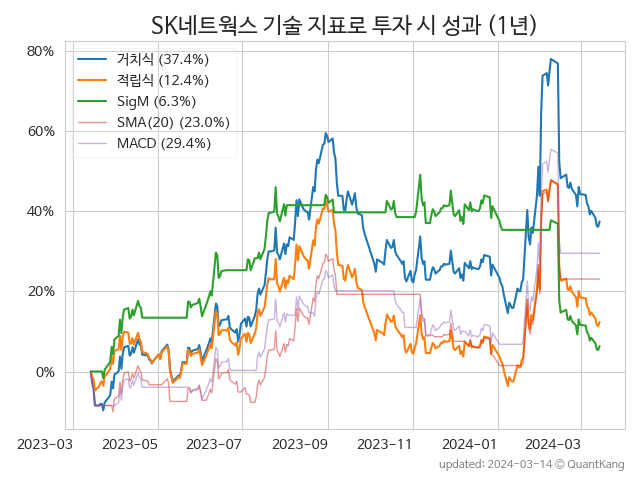 SK네트웍스 기술 지표로 투자 시 성과 (1년)
거치식 (37.4%)
적립식 (12.4%)
SigM (6.3%)
SMA(20) (23.0%)
MACD (29.4%)
80%
60%
40%
20%
0%
2023-03 2023-05 2023-07 2023-09 2023-11 2024-01 2024-03
updated: 2024-03-14 © QuantKang